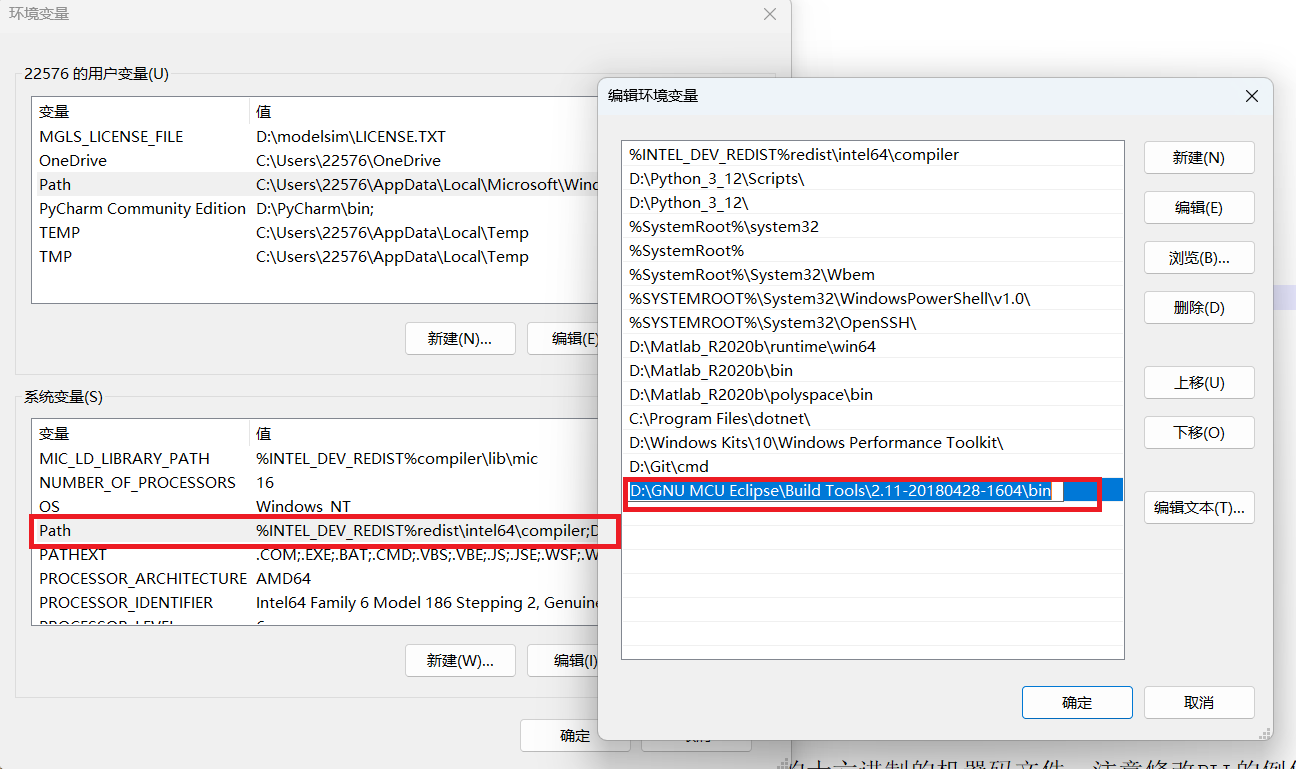 环境变量
22576 的用户变量(U)
变量 值
MGLS_LICENSE_FILE D:\modelsim\LICENSE.TXT
OneDrive C:\Users\22576\OneDrive
Path C:\Users\22576\AppData\Local\Microsoft\Wind
PyCharm Community Edition D:\PyCharm\bin;
TEMP C:\Users\22576\AppData\Local\Temp
TMP C:\Users\22576\AppData\Local\Temp
新建(N)... 编辑(E)
系统变量(S)
变量 值
MIC_LD_LIBRARY_PATH %INTEL_DEV_REDIST%compiler\lib\mic
NUMBER_OF_PROCESSORS 16
OS Windows_NT
Path %INTEL_DEV_REDIST%redist\intel64\compiler;D
PATHEXT .COM;.EXE;.BAT;.CMD;.VBS;.VBE;.JS;.JSE;.WSF;.W
PROCESSOR_ARCHITECTURE AMD64
PROCESSOR_IDENTIFIER Intel64 Family 6 Model 186 Stepping 2, Genuine
PROCESSOR_LEVEL 6
新建(W)... 编辑(I)
确定
编辑环境变量
%INTEL_DEV_REDIST%redist\intel64\compiler
D:\Python_3_12\Scripts\
D:\Python_3_12\
%SystemRoot%\system32
%SystemRoot%
%SystemRoot%\System32\Wbem
%SYSTEMROOT%\System32\WindowsPowerShell\v1.0\
%SYSTEMROOT%\System32\OpenSSH\
D:\Matlab_R2020b\runtime\win64
D:\Matlab_R2020b\bin
D:\Matlab_R2020b\polyspace\bin
C:\Program Files\dotnet\
D:\Windows Kits\10\Windows Performance Toolkit\
D:\Git\cmd
D:\GNU MCU Eclipse\Build Tools\2.11-20180428-1604\bin
新建(N)
编辑(E)
浏览(B)...
删除(D)
上移(U)
下移(O)
编辑文本(T)...
确定 取消